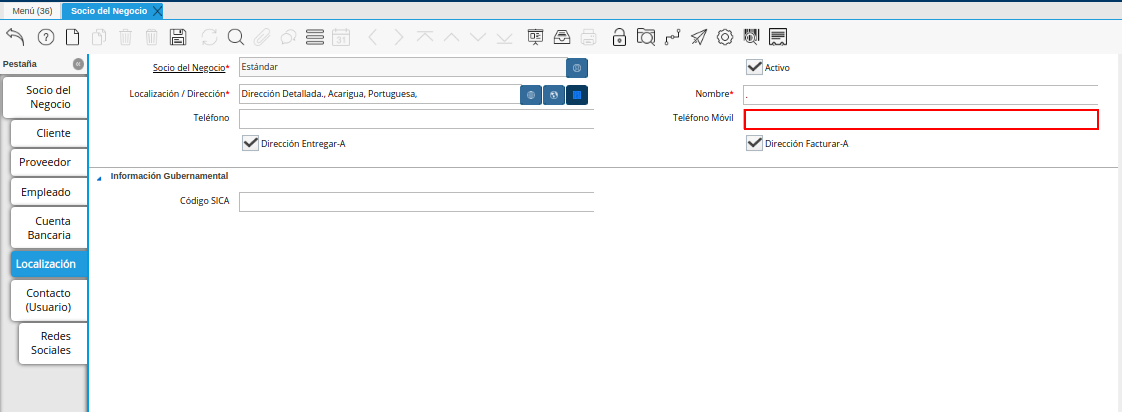 Menú (36)
Socio del Negocio
Pestaña
Socio del Negocio
Cliente
Proveedor
Empleado
Cuenta Bancaria
Localización
Contacto (Usuario)
Redes Sociales
Socio del Negocio* Estándar
Activo
Localización / Dirección* Dirección Detallada., Acarigua, Portuguesa,
Nombre* .
Teléfono
Teléfono Móvil
Dirección Entregar-A
Dirección Facturar-A
Información Gubernamental
Código SICA